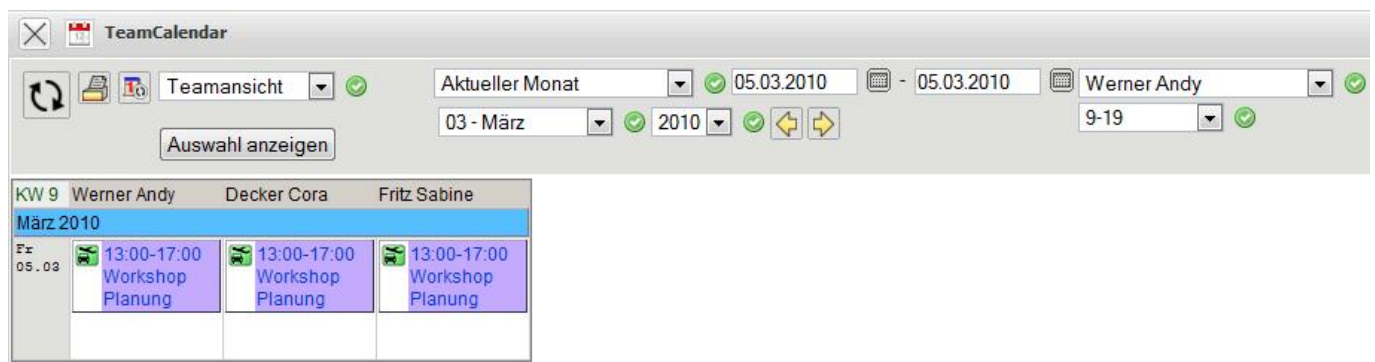 TeamCalendar
Teamansicht Aktueller Monat 05.03.2010 - 05.03.2010 Werner Andy
03 - März 2010 9-19
Auswahl anzeigen
KW 9 Werner Andy Decker Cora Fritz Sabine
März 2010
Fr 13:00-17:00 13:00-17:00 13:00-17:00
05.03 Workshop Workshop Workshop
Planung Planung Planung